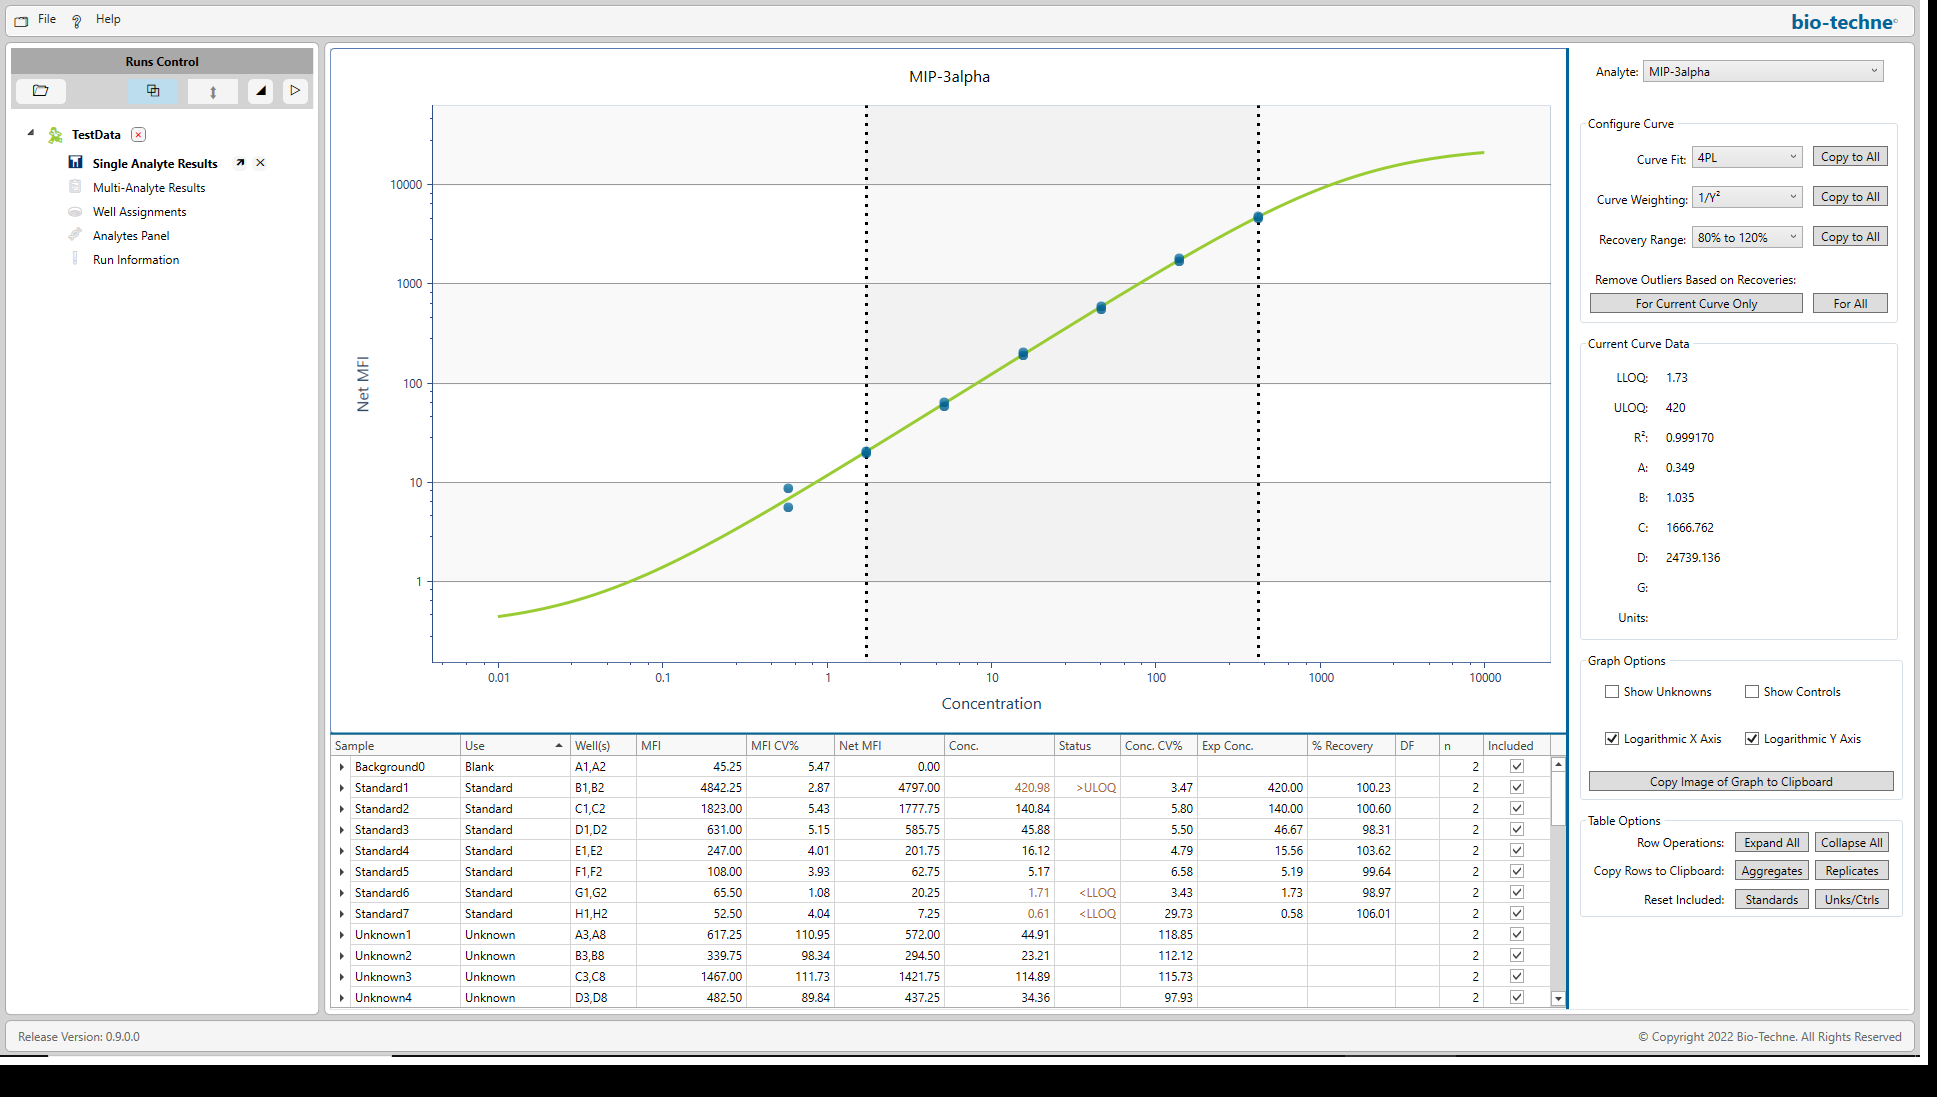 File Help
bio-techne
Runs Control
TestData
Single Analyte Results
Multi-Analyte Results
Well Assignments
Analytes Panel
Run Information
MIP-3alpha
Net MFI
10000
1000
100
10
1
0.01 0.1 1 10 100 1000 10000
Concentration
Sample Use Well(s) MFI MFI CV% Net MFI Conc. Status Conc. CV% Exp Conc. % Recovery DF n Included
Background0 Blank A1,A2 45.25 5.47 0.00 2
Standard1 Standard B1,B2 4842.25 2.87 4797.00 420.98 >ULOQ 3.47 420.00 100.23 2
Standard2 Standard C1,C2 1823.00 5.43 1777.75 140.84 5.80 140.00 100.60 2
Standard3 Standard D1,D2 631.00 5.15 585.75 45.88 5.50 46.67 98.31 2
Standard4 Standard E1,E2 247.00 4.01 201.75 16.12 4.79 15.56 103.62 2
Standard5 Standard F1,F2 108.00 3.93 62.75 5.17 6.58 5.19 99.64 2
Standard6 Standard G1,G2 65.50 1.08 20.25 1.71 <LLOQ 3.43 1.73 98.97 2
Standard7 Standard H1,H2 52.50 4.04 7.25 0.61 <LLOQ 29.73 0.58 106.01 2
Unknown1 Unknown A3,A8 617.25 110.95 572.00 44.91 118.85 2
Unknown2 Unknown B3,B8 339.75 98.34 294.50 23.21 112.12 2
Unknown3 Unknown C3,C8 1467.00 111.73 1421.75 114.89 115.73 2
Unknown4 Unknown D3,D8 482.50 89.84 437.25 34.36 97.93 2
Analyte: MIP-3alpha
Configure Curve
Curve Fit: 4PL Copy to All
Curve Weighting: 1/Y² Copy to All
Recovery Range: 80% to 120% Copy to All
Remove Outliers Based on Recoveries:
For Current Curve Only For All
Current Curve Data
LLOQ: 1.73
ULOQ: 420
R²: 0.999170
A: 0.349
B: 1.035
C: 1666.762
D: 24739.136
G:
Units:
Graph Options
Show Unknowns Show Controls
Logarithmic X Axis Logarithmic Y Axis
Copy Image of Graph to Clipboard
Table Options
Row Operations: Expand All Collapse All
Copy Rows to Clipboard: Aggregates Replicates
Reset Included: Standards Unks/Ctrls
Release Version: 0.9.0.0
© Copyright 2022 Bio-Techne. All Rights Reserved